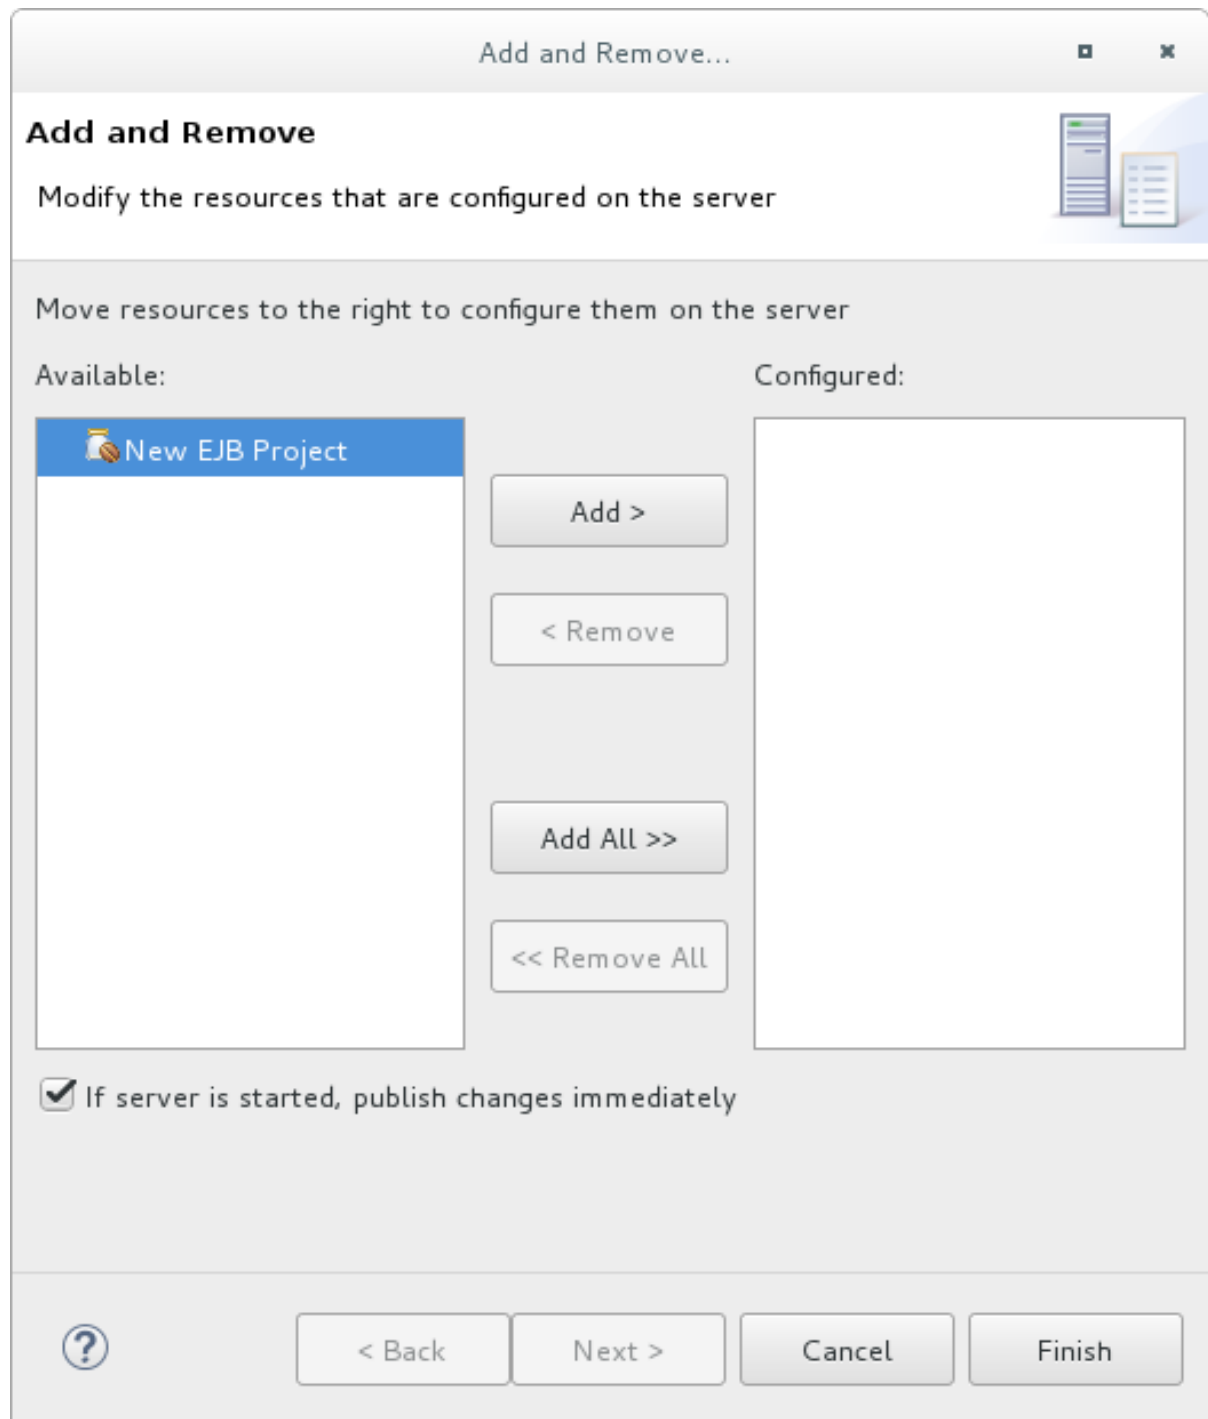 Add and Remove...
Add and Remove
Modify the resources that are configured on the server
Move resources to the right to configure them on the server
Available:
Configured:
New EJB Project
Add >
< Remove
Add All >>
<< Remove All
If server is started, publish changes immediately
?
< Back
Next >
Cancel
Finish